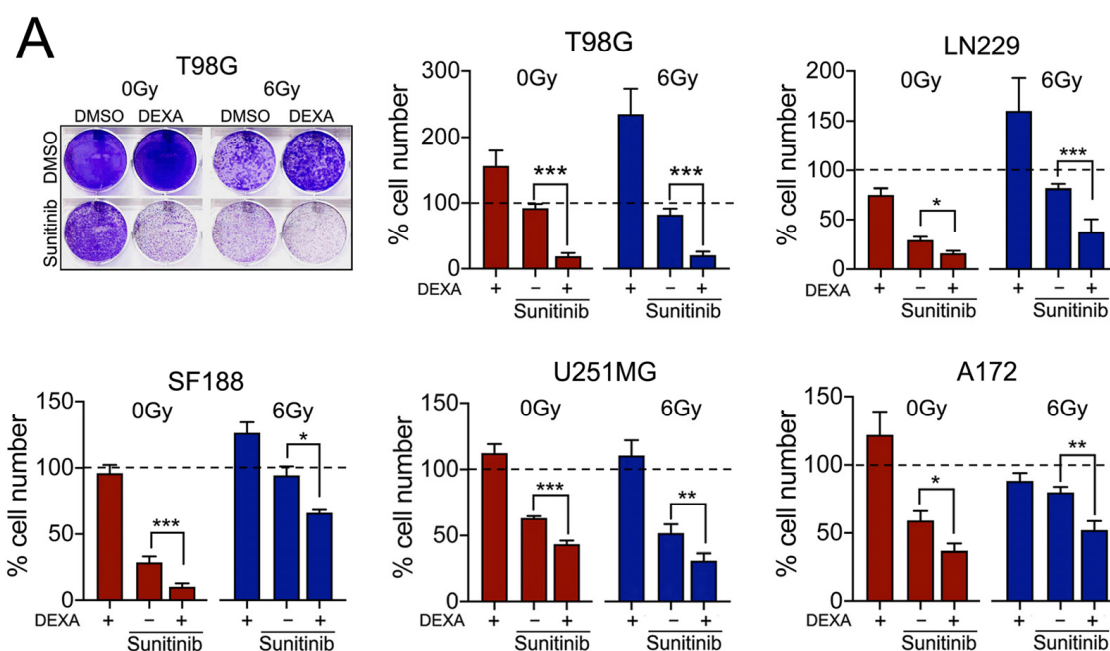 A
T98G
0Gy 6Gy
DMSO DEXA DMSO DEXA
DMSO
Sunitinib
T98G
% cell number
300
200
100
0
0Gy 6Gy
*** ***
DEXA + − + + − +
Sunitinib Sunitinib
LN229
% cell number
200
150
100
50
0
0Gy 6Gy
* ***
DEXA + − + + − +
Sunitinib Sunitinib
SF188
% cell number
150
100
50
0
0Gy 6Gy
*** *
DEXA + − + + − +
Sunitinib Sunitinib
U251MG
% cell number
150
100
50
0
0Gy 6Gy
*** **
DEXA + − + + − +
Sunitinib Sunitinib
A172
% cell number
150
100
50
0
0Gy 6Gy
* **
DEXA + − + + − +
Sunitinib Sunitinib